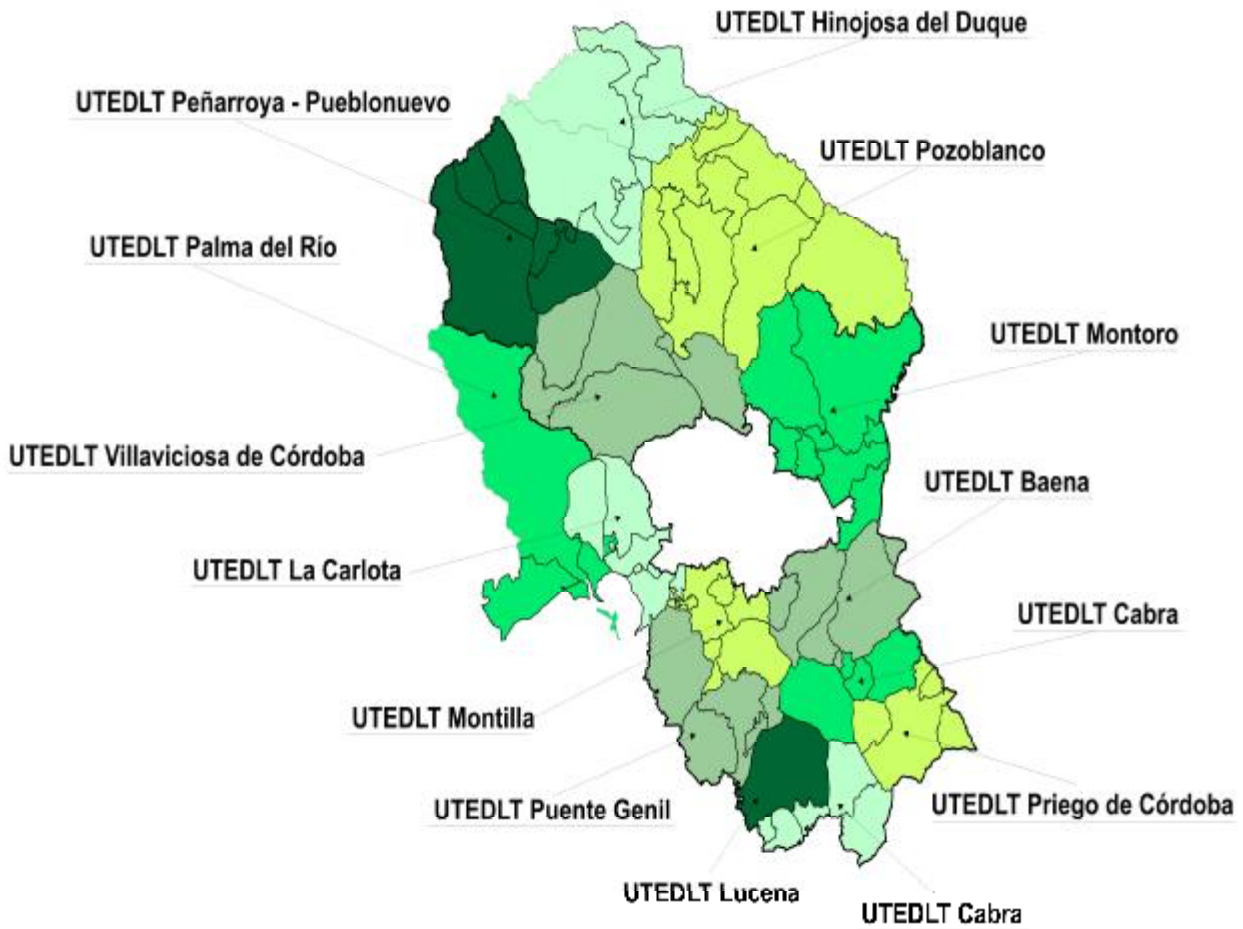 UTEDLT Hinojosa del Duque
UTEDLT Peñarroya - Pueblonuevo
UTEDLT Pozoblanco
UTEDLT Palma del Río
UTEDLT Montoro
UTEDLT Villaviciosa de Córdoba
UTEDLT Baena
UTEDLT La Carlota
UTEDLT Cabra
UTEDLT Montilla
UTEDLT Puente Genil
UTEDLT Priego de Córdoba
UTEDLT Lucena
UTEDLT Cabra